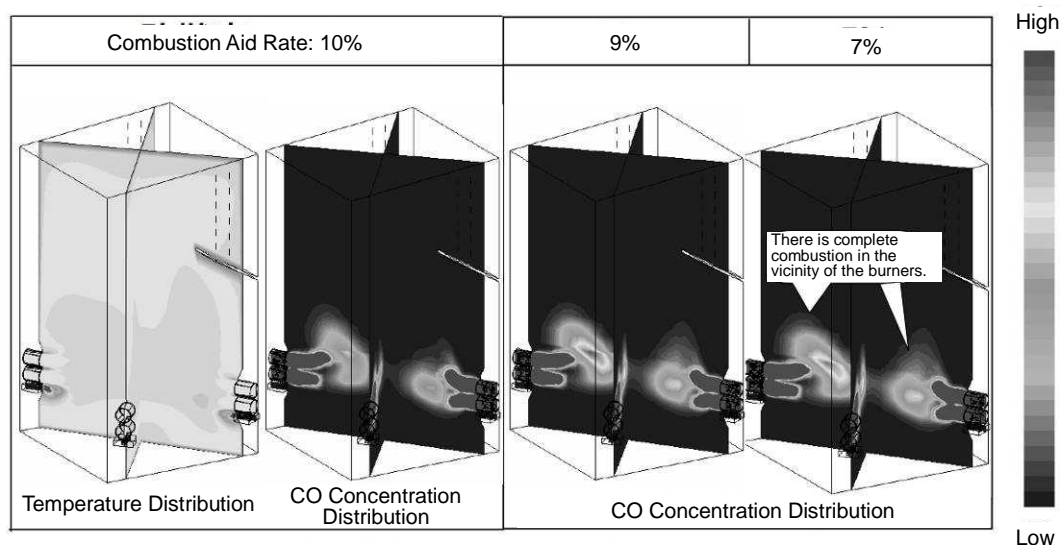 Combustion Aid Rate: 10%
9%
7%
High
There is complete
combustion in the
vicinity of the burners.
Temperature Distribution
CO Concentration
Distribution
CO Concentration Distribution
Low